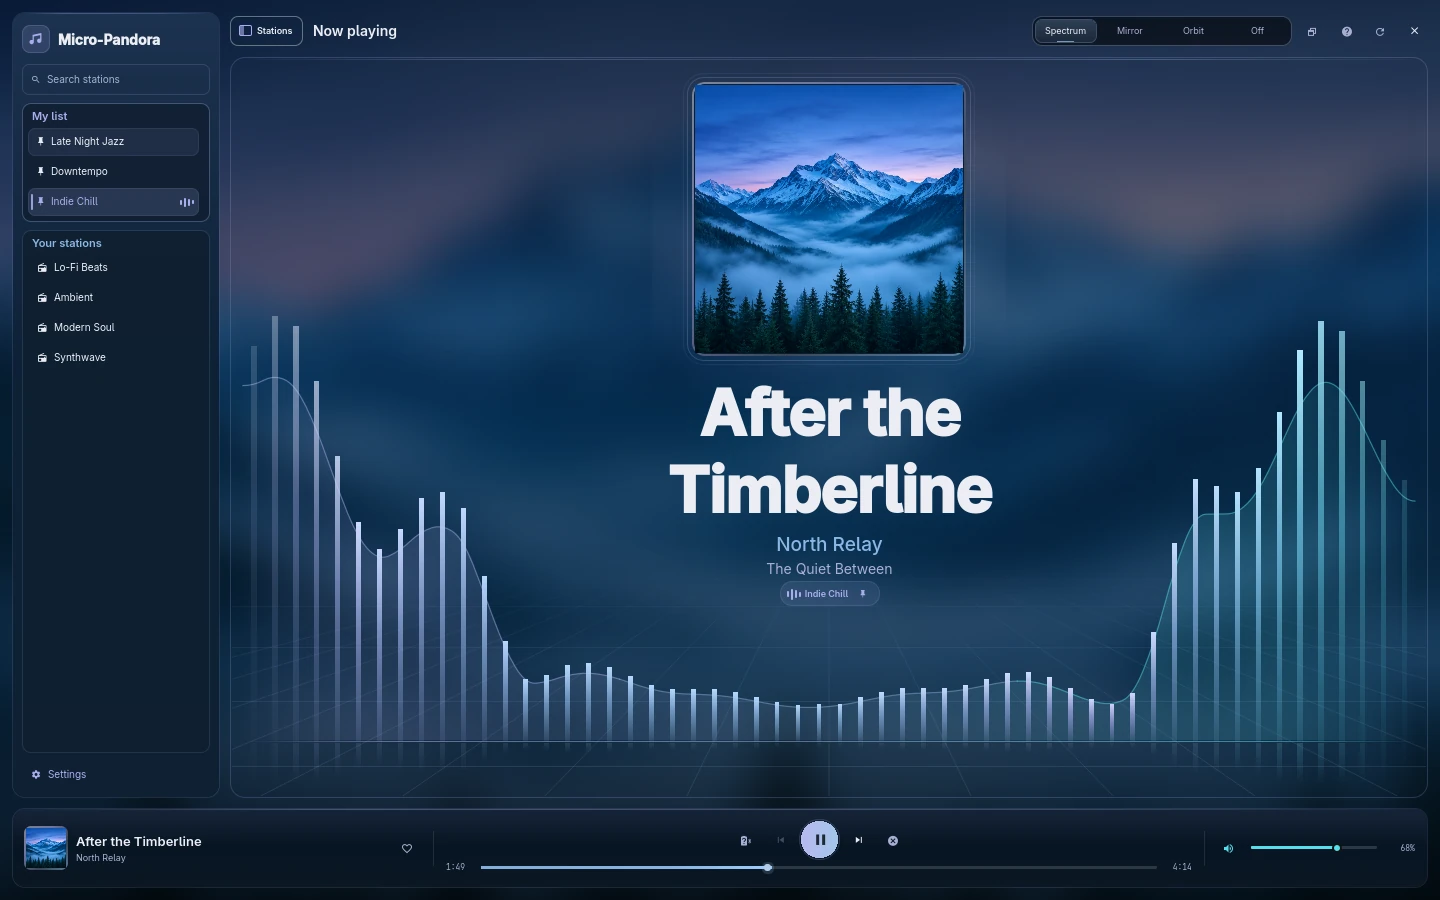 Micro-Pandora
Search stations
My list
Late Night Jazz
Downtempo
Indie Chill
Your stations
Lo-Fi Beats
Ambient
Modern Soul
Synthwave
Settings
Stations
Now playing
Spectrum
Mirror
Orbit
Off
After the
Timberline
North Relay
The Quiet Between
Indie Chill
After the Timberline
North Relay
1:49
4:14
68%